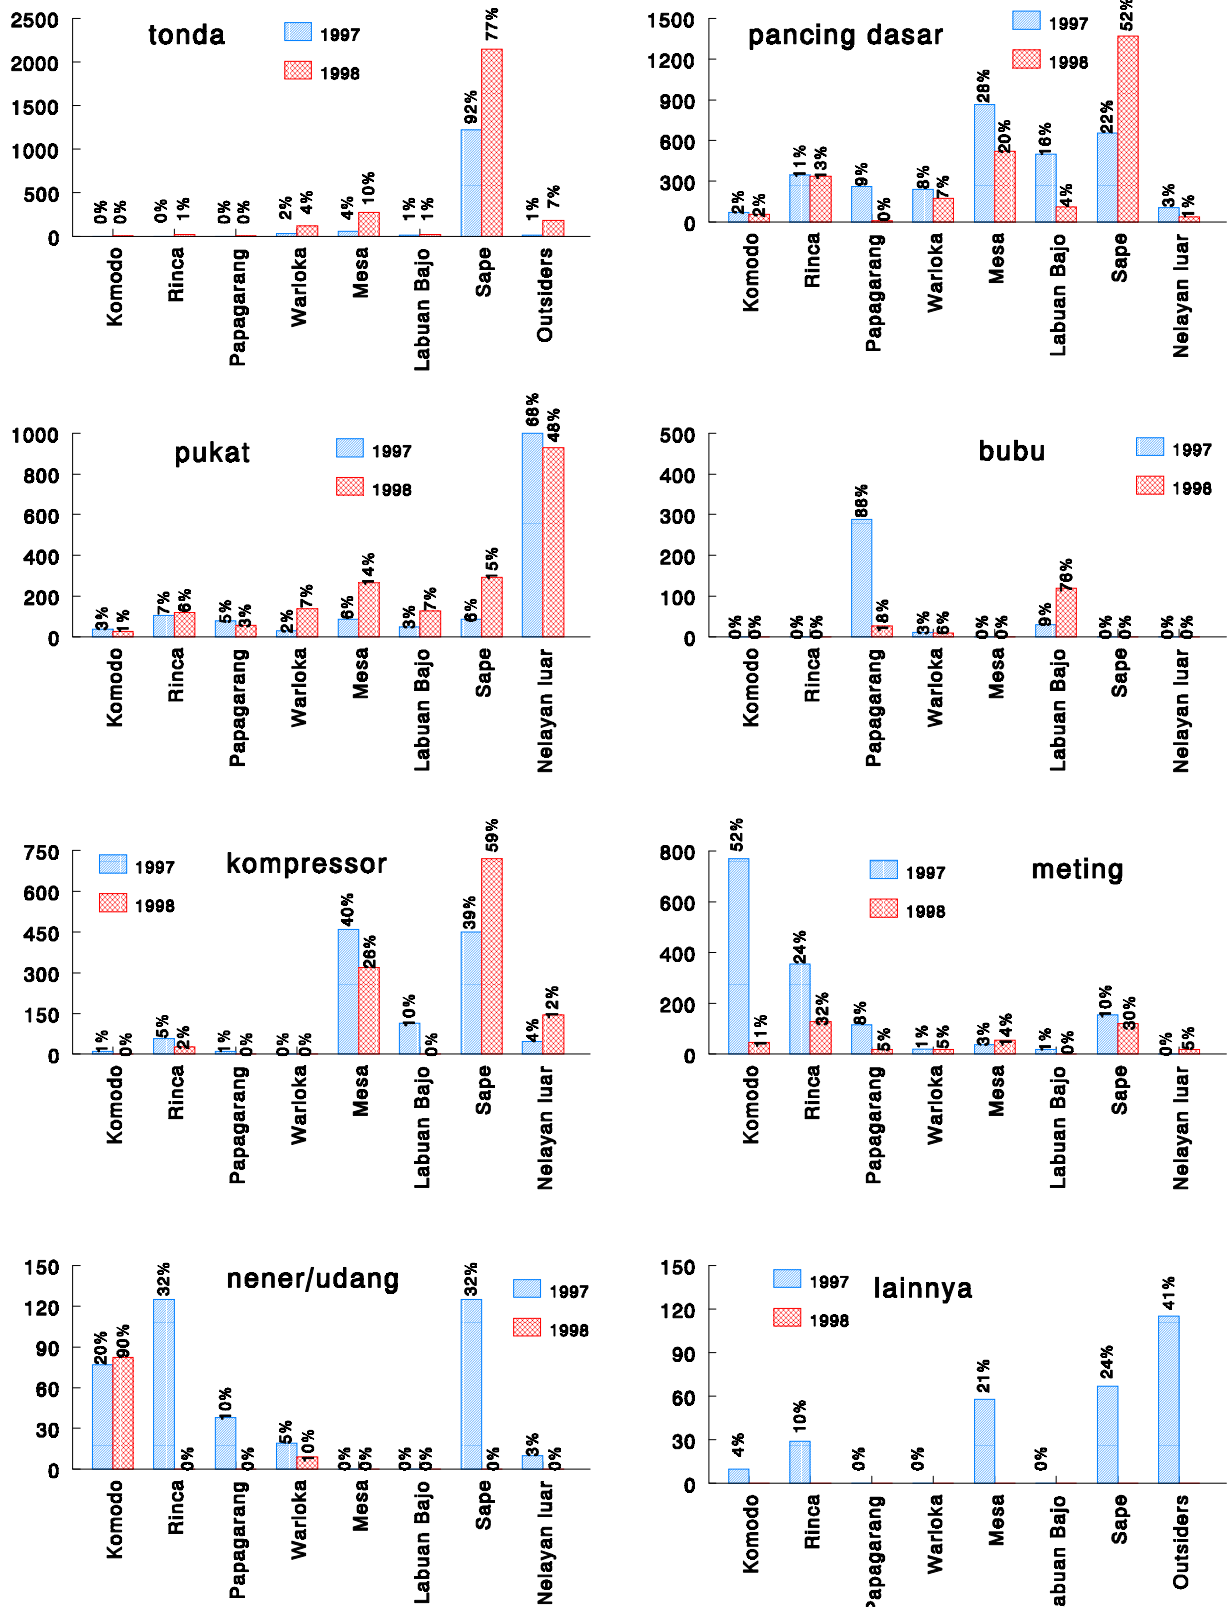 tonda
1997
1998
2500
2000
1500
1000
500
0
0% 0% 0% 1% 0% 0% 2% 4% 4% 10% 1% 1% 92% 77% 1% 7%
Komodo
Rinca
Papagarang
Warloka
Mesa
Labuan Bajo
Sape
Outsiders
pancing dasar
1997
1998
1500
1200
900
600
300
0
2% 2% 11% 13% 9% 0% 8% 7% 28% 20% 16% 4% 22% 52% 3% 1%
Komodo
Rinca
Papagarang
Warloka
Mesa
Labuan Bajo
Sape
Nelayan luar
pukat
1997
1998
1000
800
600
400
200
0
3% 1% 7% 6% 5% 3% 2% 7% 6% 14% 3% 7% 6% 15% 68% 48%
Komodo
Rinca
Papagarang
Warloka
Mesa
Labuan Bajo
Sape
Nelayan luar
bubu
1997
1998
500
400
300
200
100
0
0% 0% 0% 0% 88% 18% 3% 6% 0% 0% 9% 76% 0% 0% 0% 0%
Komodo
Rinca
Papagarang
Warloka
Mesa
Labuan Bajo
Sape
Nelayan luar
kompressor
1997
1998
750
600
450
300
150
0
1% 0% 5% 2% 1% 0% 0% 0% 40% 26% 10% 0% 39% 59% 4% 12%
Komodo
Rinca
Papagarang
Warloka
Mesa
Labuan Bajo
Sape
Nelayan luar
meting
1997
1998
800
600
400
200
0
52% 11% 24% 32% 8% 5% 1% 5% 3% 14% 1% 0% 10% 30% 0% 5%
Komodo
Rinca
Papagarang
Warloka
Mesa
Labuan Bajo
Sape
Nelayan luar
nener/udang
1997
1998
150
120
90
60
30
0
20% 90% 32% 0% 10% 0% 5% 10% 0% 0% 0% 0% 32% 0% 3% 0%
Komodo
Rinca
Papagarang
Warloka
Mesa
Labuan Bajo
Sape
Nelayan luar
lainnya
1997
1998
150
120
90
60
30
0
4% 10% 0% 0% 21% 0% 24% 41%
Komodo
Rinca
Papagarang
Warloka
Mesa
abuan Bajo
Sape
Outsiders